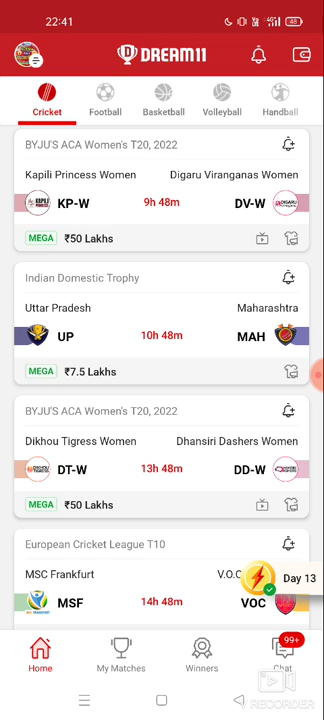 22:41
48
DREAM11
Cricket
Football
Basketball
Volleyball
Handball
BYJU'S ACA Women's T20, 2022
Kapili Princess Women
Digaru Viranganas Women
KP-W
9h 48m
DV-W
MEGA
₹50 Lakhs
Indian Domestic Trophy
Uttar Pradesh
Maharashtra
UP
10h 48m
MAH
MEGA
₹7.5 Lakhs
BYJU'S ACA Women's T20, 2022
Dikhou Tigress Women
Dhansiri Dashers Women
DT-W
13h 48m
DD-W
MEGA
₹50 Lakhs
European Cricket League T10
MSC Frankfurt
V.O.C
Day 13
MSF
14h 48m
VOC
99+
Home
My Matches
Winners
Chat
RECORDER